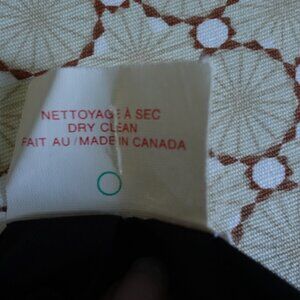 NETTOYAGE À SEC
DRY CLEAN
FAIT AU / MADE IN CANADA